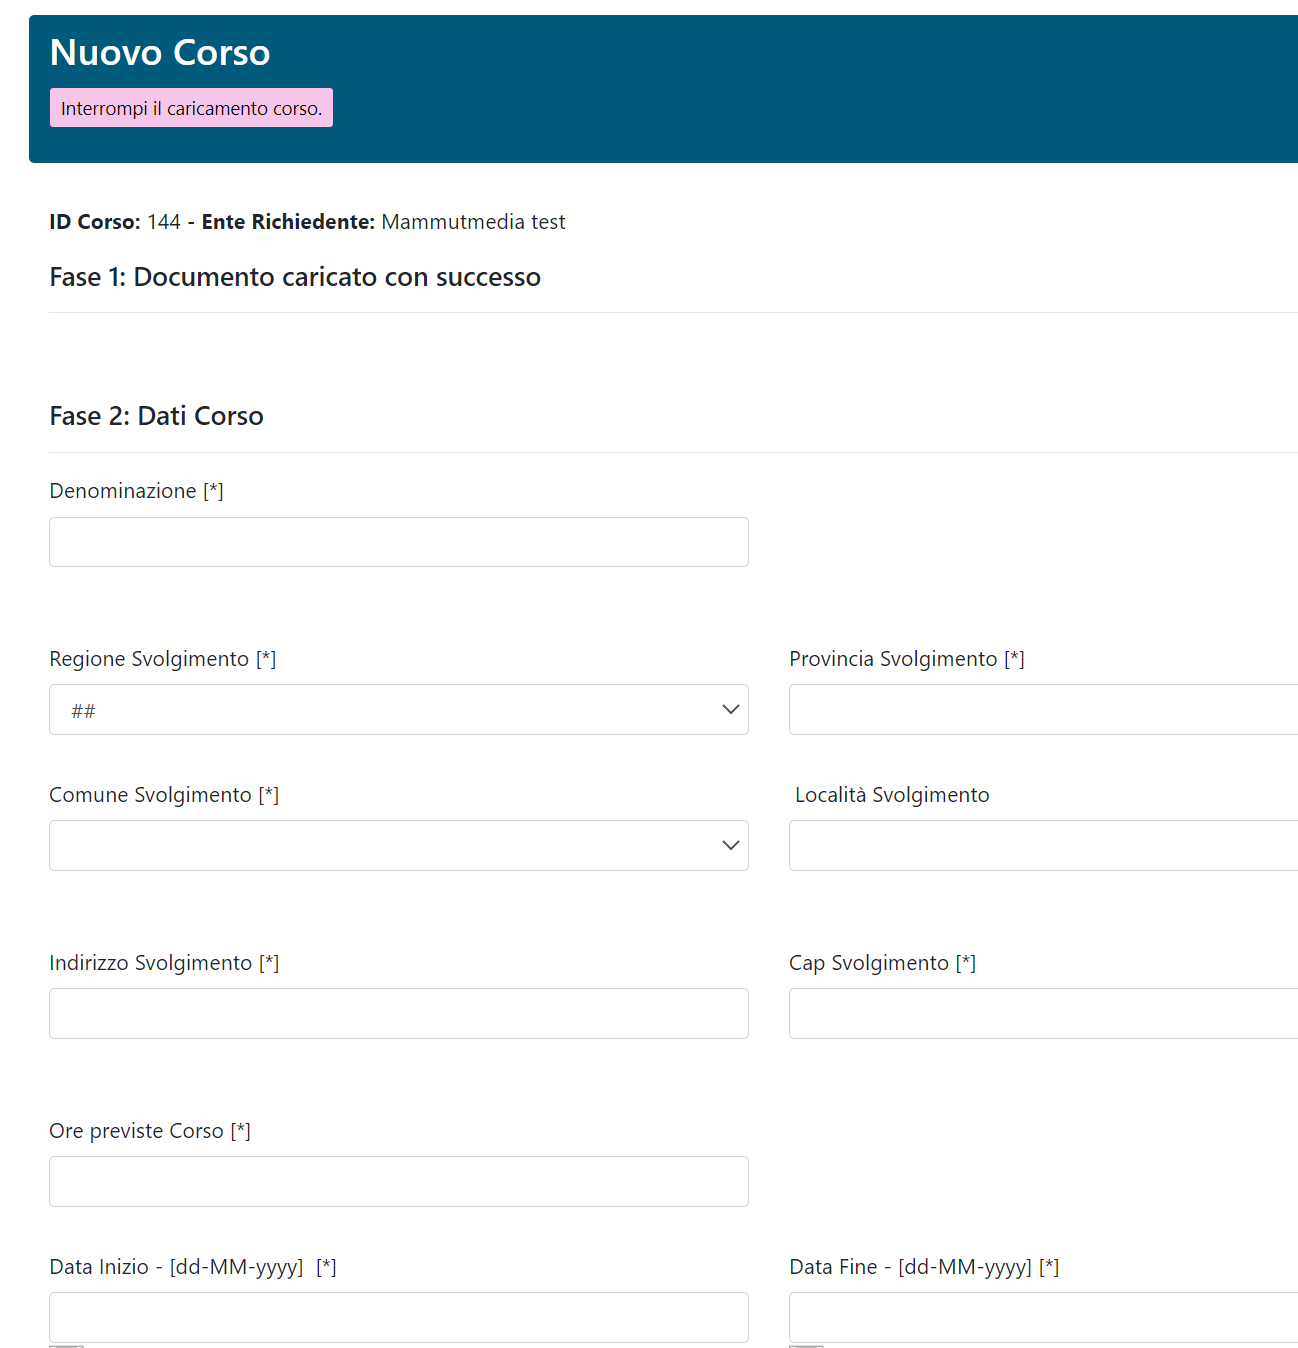 Nuovo Corso
Interrompi il caricamento corso.
ID Corso: 144 - Ente Richiedente: Mammutmedia test
Fase 1: Documento caricato con successo
Fase 2: Dati Corso
Denominazione [*]
Regione Svolgimento [*]
Provincia Svolgimento [*]
##
Comune Svolgimento [*]
Località Svolgimento
Indirizzo Svolgimento [*]
Cap Svolgimento [*]
Ore previste Corso [*]
Data Inizio - [dd-MM-yyyy]  [*]
Data Fine - [dd-MM-yyyy] [*]